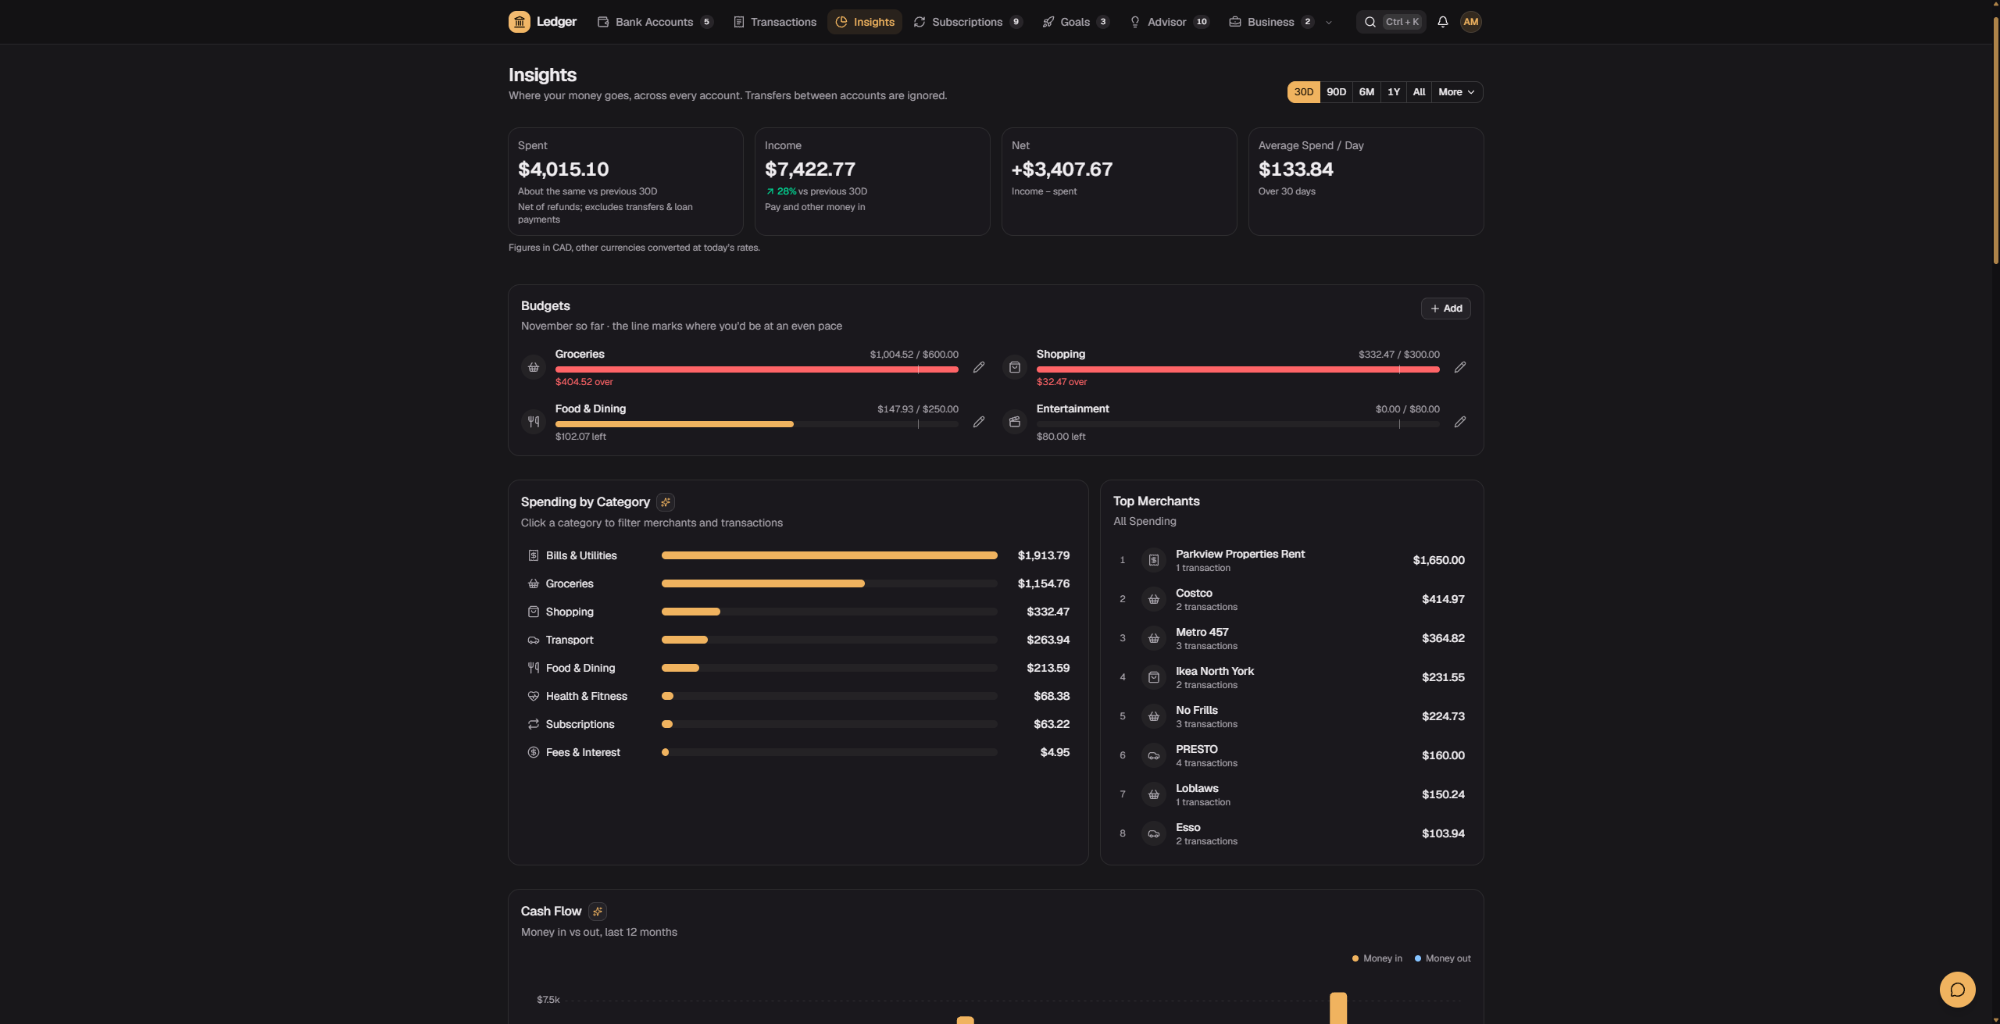 Ledger
Bank Accounts 5
Transactions
Insights
Subscriptions 9
Goals 3
Advisor 10
Business 2
Ctrl + K
AM
Insights
Where your money goes, across every account. Transfers between accounts are ignored.
30D 90D 6M 1Y All More
Spent
$4,015.10
About the same vs previous 30D
Net of refunds; excludes transfers & loan
payments
Income
$7,422.77
28% vs previous 30D
Pay and other money in
Net
+$3,407.67
Income – spent
Average Spend / Day
$133.84
Over 30 days
Figures in CAD, other currencies converted at today's rates.
Budgets
+ Add
November so far · the line marks where you'd be at an even pace
Groceries $1,004.52 / $600.00
$404.52 over
Shopping $332.47 / $300.00
$32.47 over
Food & Dining $147.93 / $250.00
$102.07 left
Entertainment $0.00 / $80.00
$80.00 left
Spending by Category
Click a category to filter merchants and transactions
Bills & Utilities $1,913.79
Groceries $1,154.76
Shopping $332.47
Transport $263.94
Food & Dining $213.59
Health & Fitness $68.38
Subscriptions $63.22
Fees & Interest $4.95
Top Merchants
All Spending
1 Parkview Properties Rent $1,650.00
1 transaction
2 Costco $414.97
2 transactions
3 Metro 457 $364.82
3 transactions
4 Ikea North York $231.55
2 transactions
5 No Frills $224.73
3 transactions
6 PRESTO $160.00
4 transactions
7 Loblaws $150.24
1 transaction
8 Esso $103.94
2 transactions
Cash Flow
Money in vs out, last 12 months
Money in Money out
$7.5k